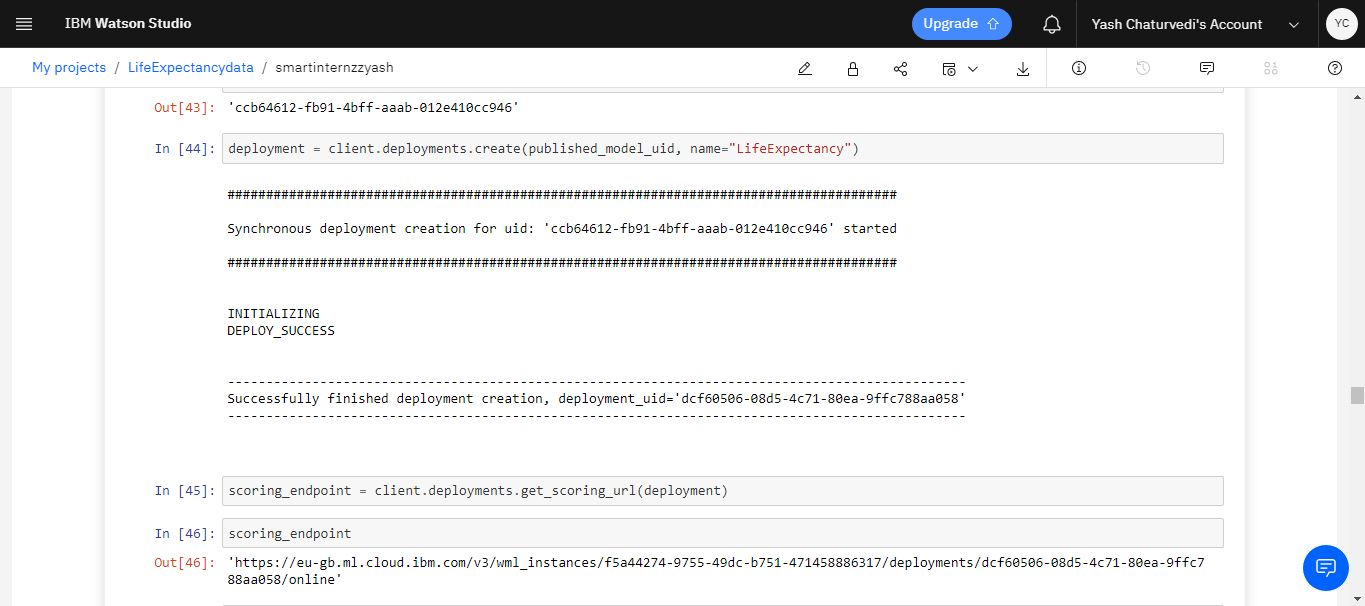 IBM Watson Studio
Upgrade
Yash Chaturvedi's Account
YC
My projects / LifeExpectancydata / smartinternzzyash
Out[43]: 'ccb64612-fb91-4bff-aaab-012e410cc946'
In [44]: deployment = client.deployments.create(published_model_uid, name="LifeExpectancy")
#######################################################################################
Synchronous deployment creation for uid: 'ccb64612-fb91-4bff-aaab-012e410cc946' started
#######################################################################################
INITIALIZING
DEPLOY_SUCCESS
------------------------------------------------------------------------------------------------
Successfully finished deployment creation, deployment_uid='dcf60506-08d5-4c71-80ea-9ffc788aa058'
------------------------------------------------------------------------------------------------
In [45]: scoring_endpoint = client.deployments.get_scoring_url(deployment)
In [46]: scoring_endpoint
Out[46]: 'https://eu-gb.ml.cloud.ibm.com/v3/wml_instances/f5a44274-9755-49dc-b751-471458886317/deployments/dcf60506-08d5-4c71-80ea-9ffc7
88aa058/online'